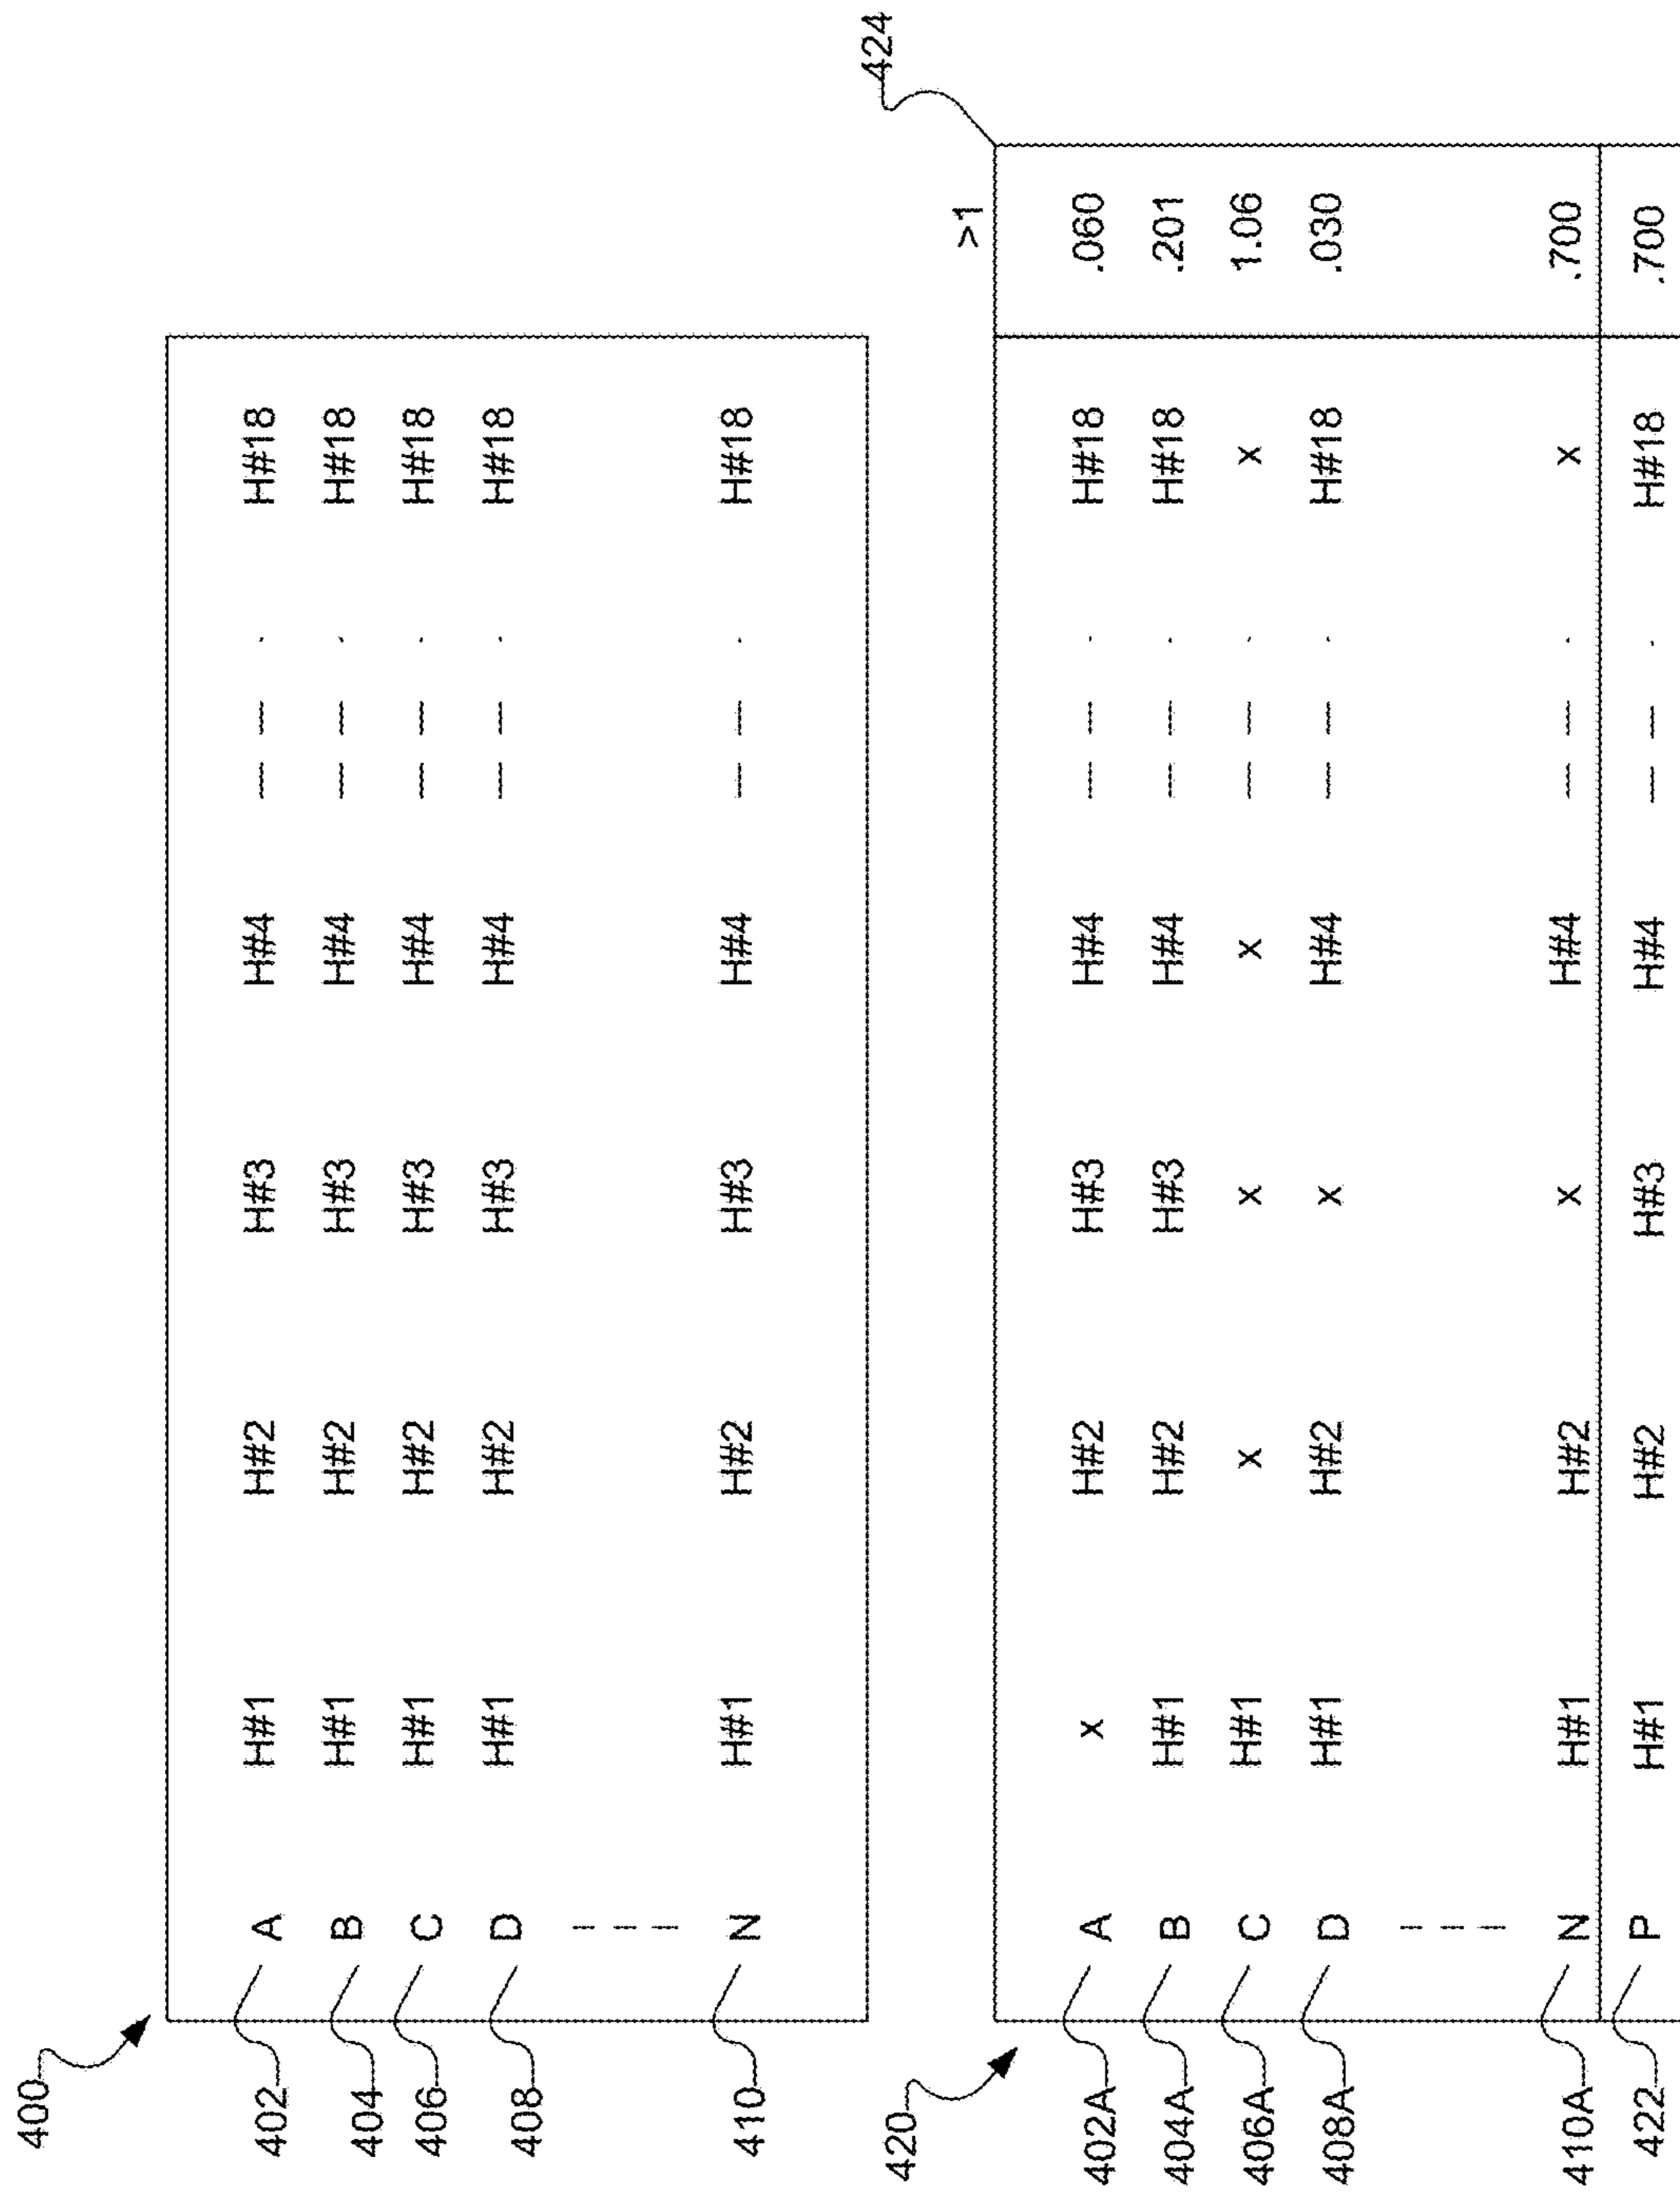 400
402 A H#1 H#2 H#3 H#4 H#18
404 B H#1 H#2 H#3 H#4 H#18
406 C H#1 H#2 H#3 H#4 H#18
408 D H#1 H#2 H#3 H#4 H#18
410 N H#1 H#2 H#3 H#4 H#18
424
420 >1
402A A x H#2 H#3 H#4 H#18 .060
404A B H#1 H#2 H#3 H#4 H#18 .201
406A C H#1 x x x x 1.06
408A D H#1 H#2 x H#4 H#18 .030
410A N H#1 H#2 x H#4 x .700
422 P H#1 H#2 H#3 H#4 H#18 .700